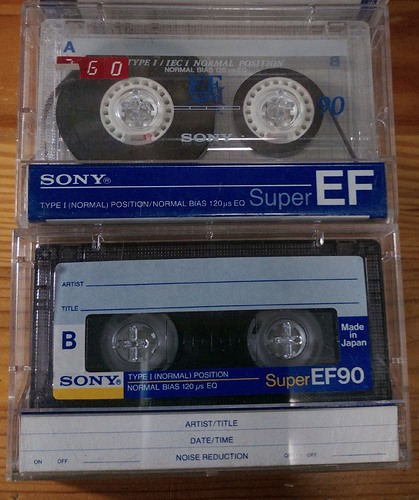 A
TYPE I / IEC I NORMAL POSITION
NORMAL BIAS 120 µs EQ
B
60
EF
90
SONY
SONY®
TYPE I (NORMAL) POSITION/NORMAL BIAS 120µs EQ
Super EF
ARTIST
TITLE
B
Made
in
Japan
SONY®
TYPE I (NORMAL) POSITION
NORMAL BIAS 120 µs EQ
Super EF90
ARTIST/TITLE
DATE/TIME
ON OFF NOISE REDUCTION ON OFF